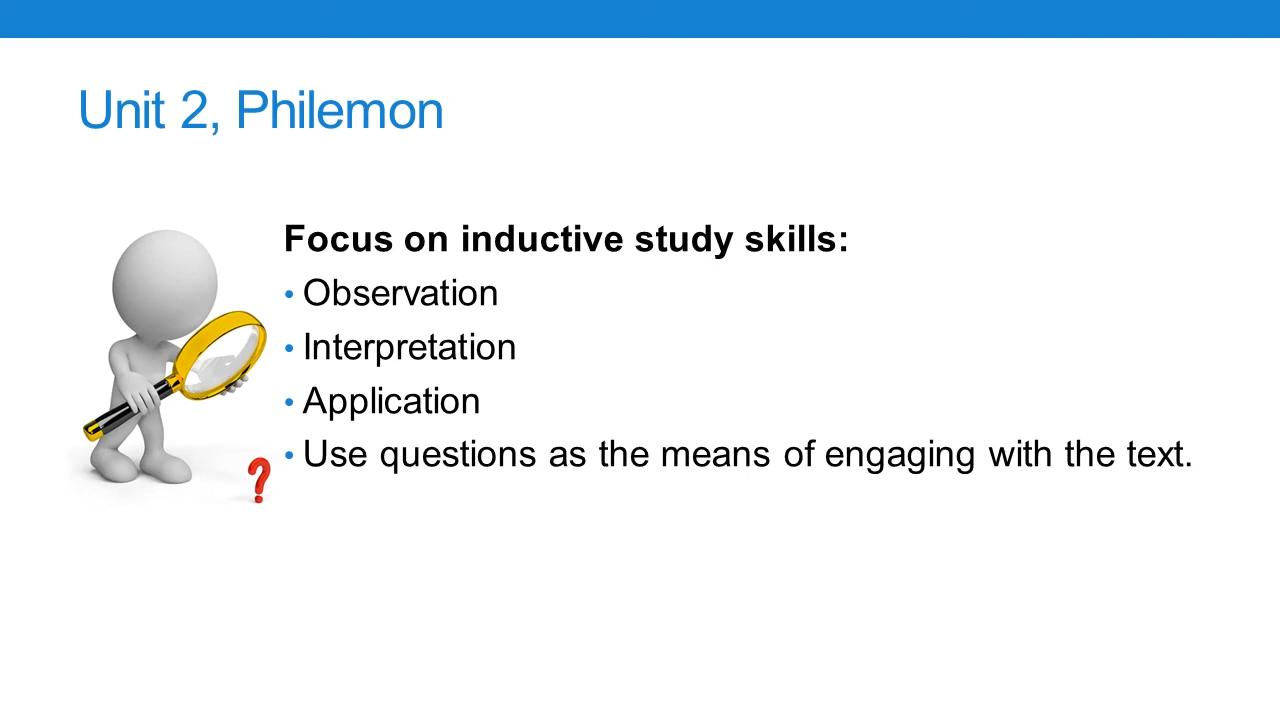 Unit 2, Philemon
Focus on inductive study skills:
• Observation
• Interpretation
• Application
• Use questions as the means of engaging with the text.
?